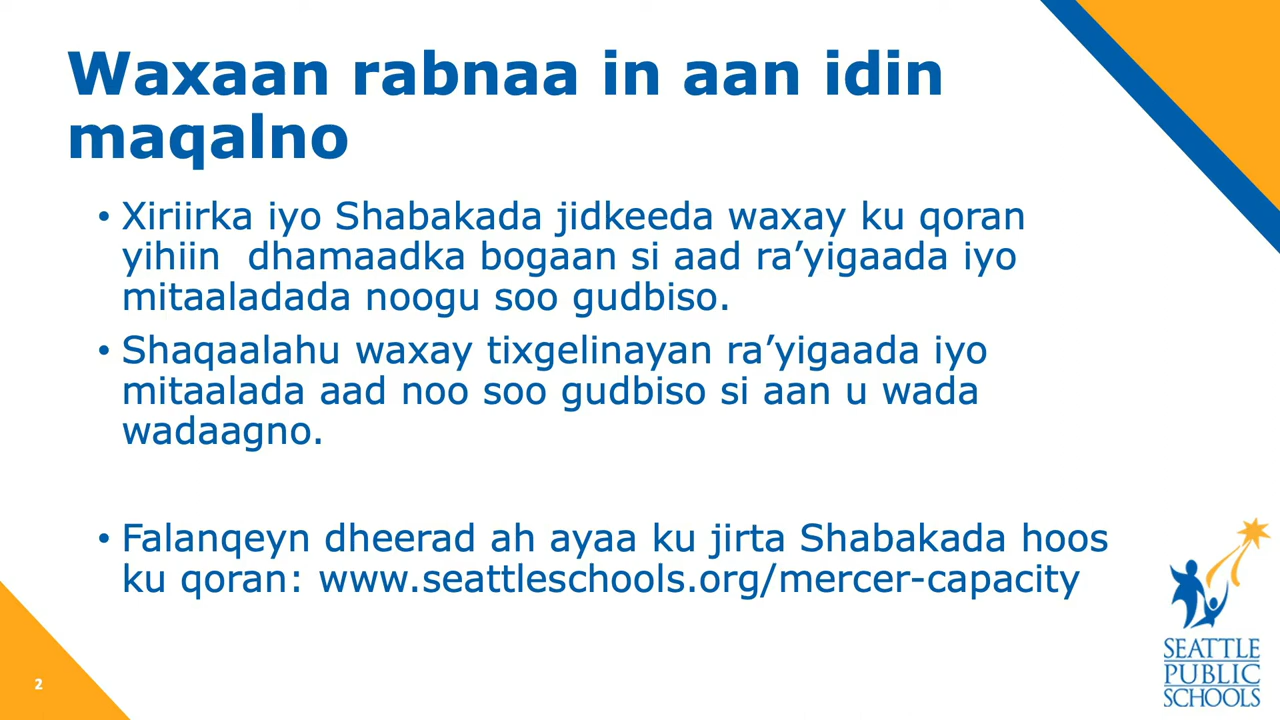 Waxaan rabnaa in aan idin
maqalno
• Xiriirka iyo Shabakada jidkeeda waxay ku qoran
yihiin dhamaadka bogaan si aad ra’yigaada iyo
mitaaladada noogu soo gudbiso.
• Shaqaalahu waxay tixgelinayan ra’yigaada iyo
mitaalada aad noo soo gudbiso si aan u wada
wadaagno.
• Falanqeyn dheerad ah ayaa ku jirta Shabakada hoos
ku qoran: www.seattleschools.org/mercer-capacity
SEATTLE
PUBLIC
SCHOOLS
2